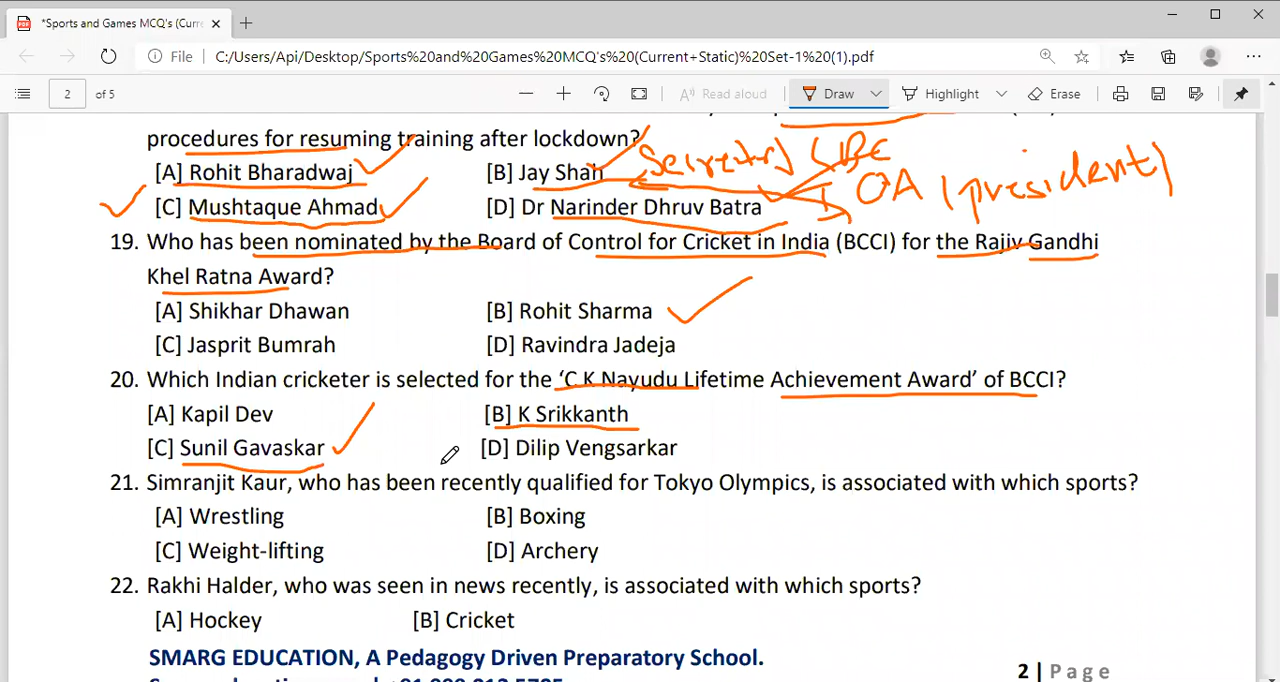 *Sports and Games MCQ's (Curr
File C:/Users/Api/Desktop/Sports%20and%20Games%20MCQ's%20(Current+Static)%20Set-1%20(1).pdf
2 of 5 Read aloud Draw Highlight Erase
procedures for resuming training after lockdown?
[A] Rohit Bharadwaj [B] Jay Shah
[C] Mushtaque Ahmad [D] Dr Narinder Dhruv Batra
OA (president)
19. Who has been nominated by the Board of Control for Cricket in India (BCCI) for the Rajiv Gandhi
Khel Ratna Award?
[A] Shikhar Dhawan [B] Rohit Sharma
[C] Jasprit Bumrah [D] Ravindra Jadeja
20. Which Indian cricketer is selected for the ‘C K Nayudu Lifetime Achievement Award’ of BCCI?
[A] Kapil Dev [B] K Srikkanth
[C] Sunil Gavaskar [D] Dilip Vengsarkar
21. Simranjit Kaur, who has been recently qualified for Tokyo Olympics, is associated with which sports?
[A] Wrestling [B] Boxing
[C] Weight-lifting [D] Archery
22. Rakhi Halder, who was seen in news recently, is associated with which sports?
[A] Hockey [B] Cricket
SMARG EDUCATION, A Pedagogy Driven Preparatory School.
2 | Page